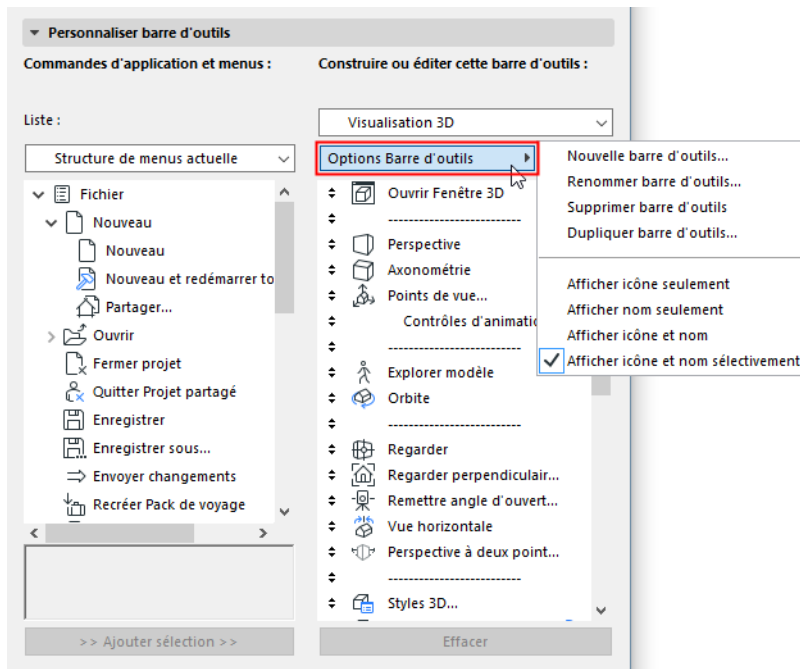 Personnaliser barre d'outils
Commandes d'application et menus :
Construire ou éditer cette barre d'outils :
Liste :
Visualisation 3D
Structure de menus actuelle
Options Barre d'outils
Nouvelle barre d'outils...
Renommer barre d'outils...
Supprimer barre d'outils
Dupliquer barre d'outils...
Afficher icône seulement
Afficher nom seulement
Afficher icône et nom
Afficher icône et nom sélectivement
Fichier
Nouveau
Nouveau
Nouveau et redémarrer to
Partager...
Ouvrir
Fermer projet
Quitter Projet partagé
Enregistrer
Enregistrer sous...
Envoyer changements
Recréer Pack de voyage
Ouvrir Fenêtre 3D
-------------------------
Perspective
Axonométrie
Points de vue...
Contrôles d'animatio
-------------------------
Explorer modèle
Orbite
-------------------------
Regarder
Regarder perpendiculair...
Remettre angle d'ouvert...
Vue horizontale
Perspective à deux point...
-------------------------
Styles 3D...
>> Ajouter sélection >>
Effacer